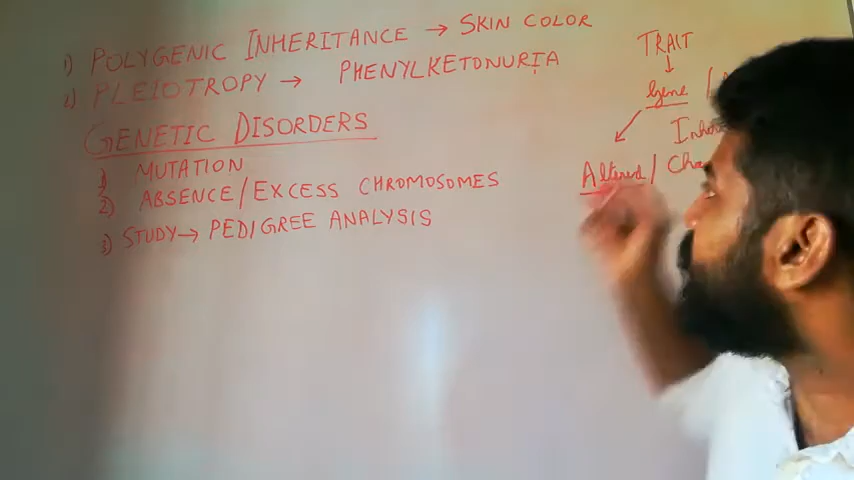 1) POLYGENIC INHERITANCE → SKIN COLOR
2) PLEIOTROPY → PHENYLKETONURIA
GENETIC DISORDERS
1) MUTATION
2) ABSENCE/EXCESS CHROMOSOMES
3) STUDY → PEDIGREE ANALYSIS
TRAIT
↓
Gene /
Altered /